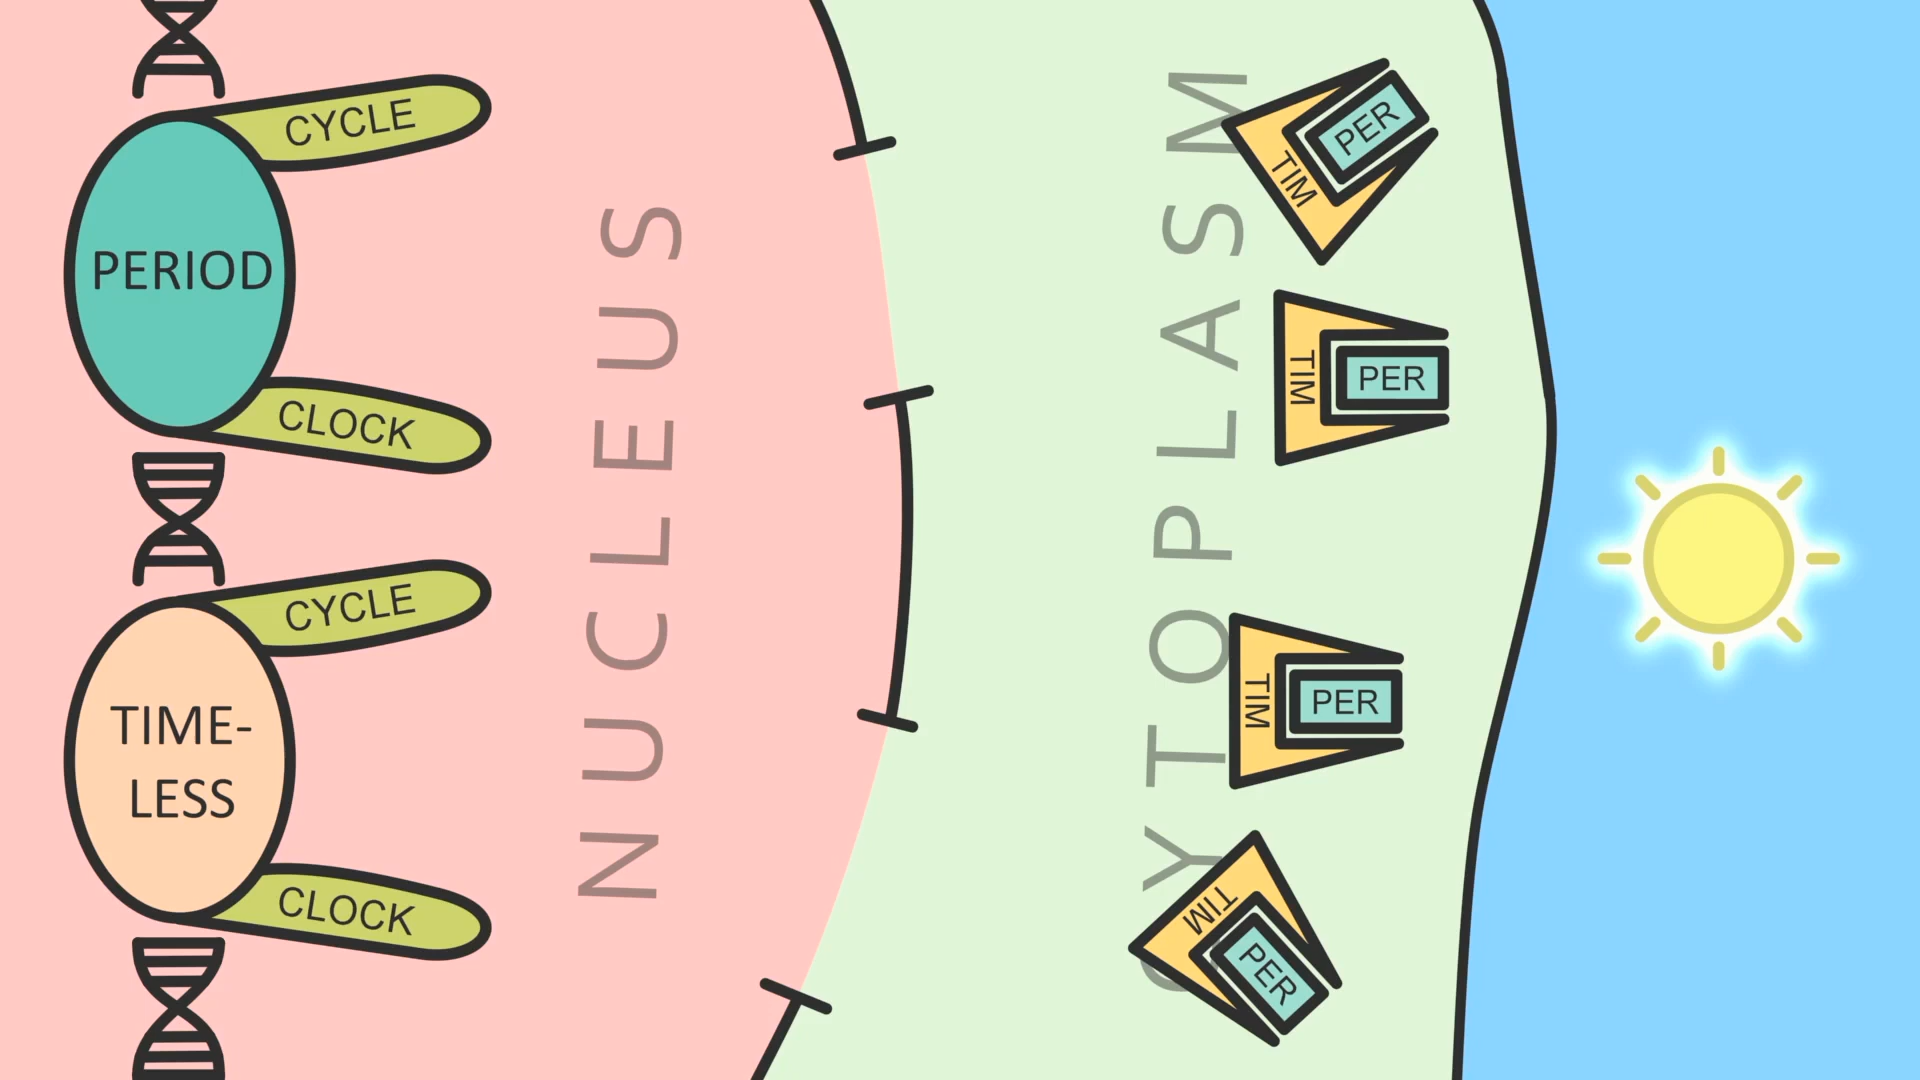 CYCLE
PERIOD
CLOCK
CYCLE
TIME-
LESS
CLOCK
NUCLEUS
CYTOPLASM
TIM
PER
TIM
PER
TIM
PER
TIM
PER